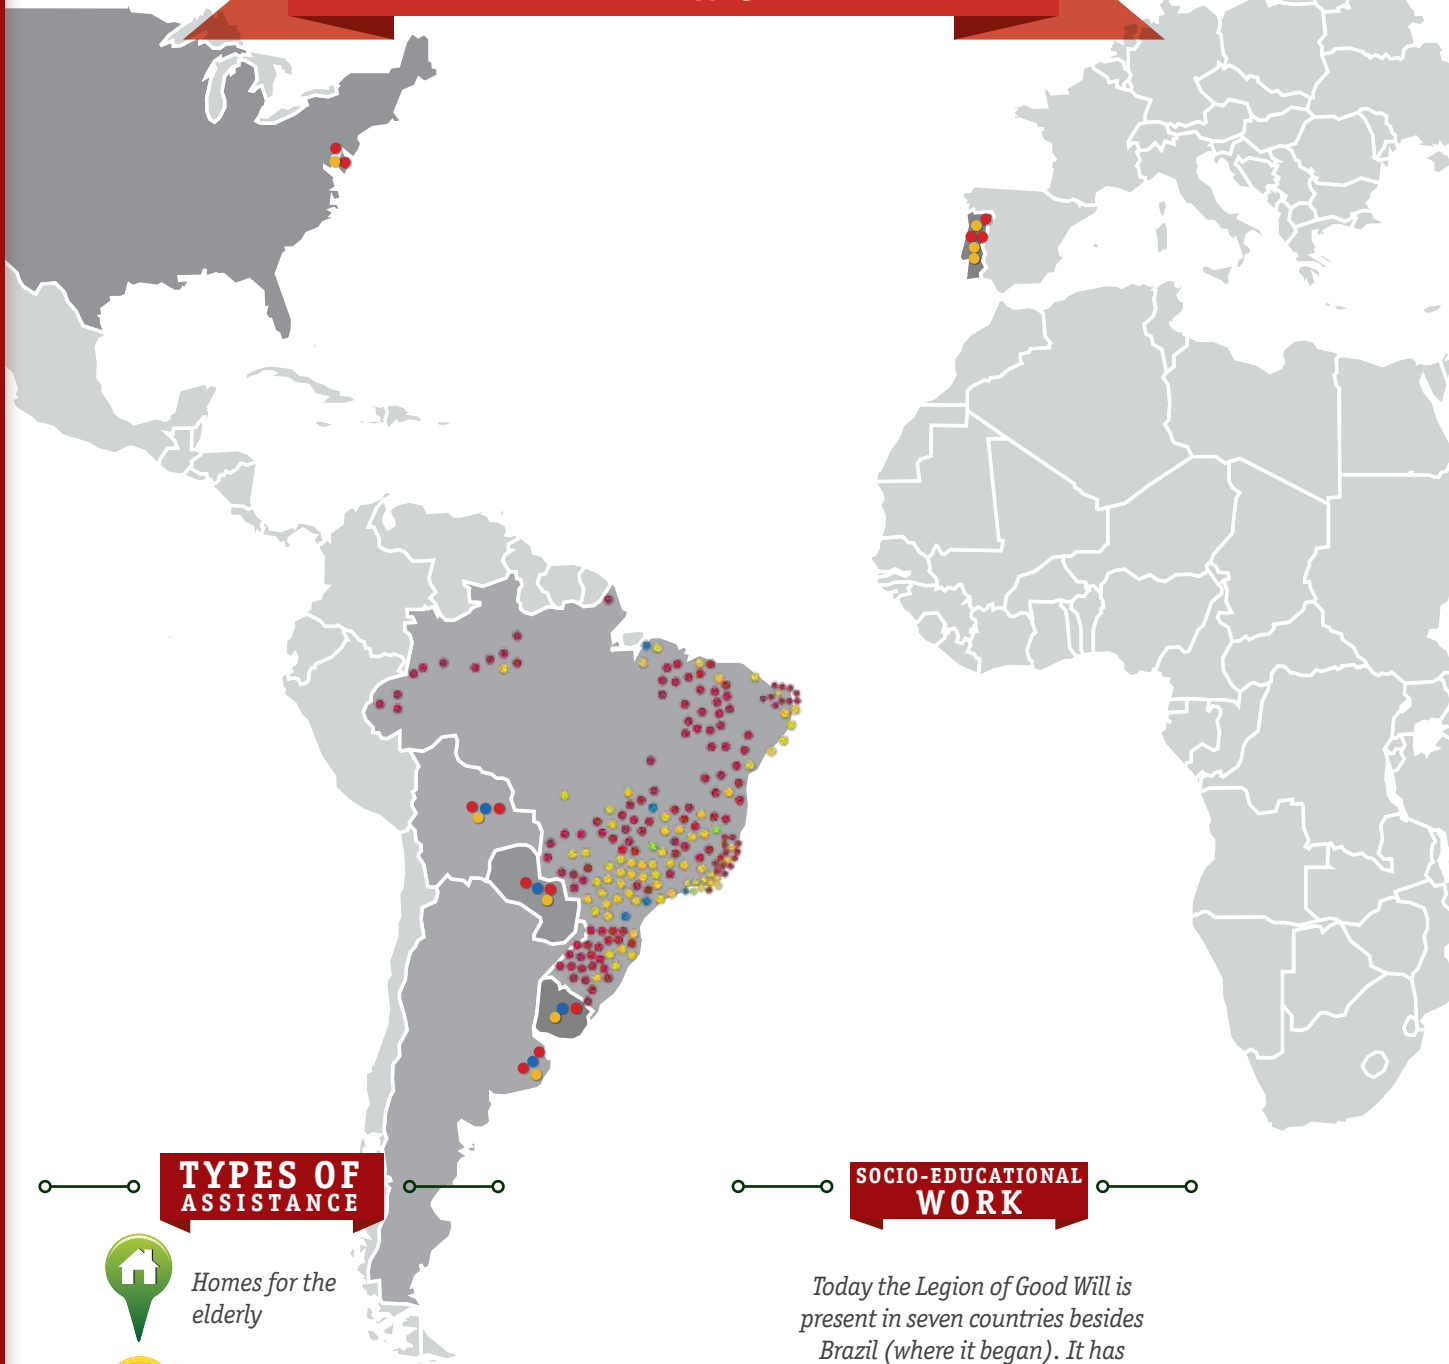 TYPES OF
ASSISTANCE
Homes for the
elderly
SOCIO-EDUCATIONAL
WORK
Today the Legion of Good Will is
present in seven countries besides
Brazil (where it began). It has